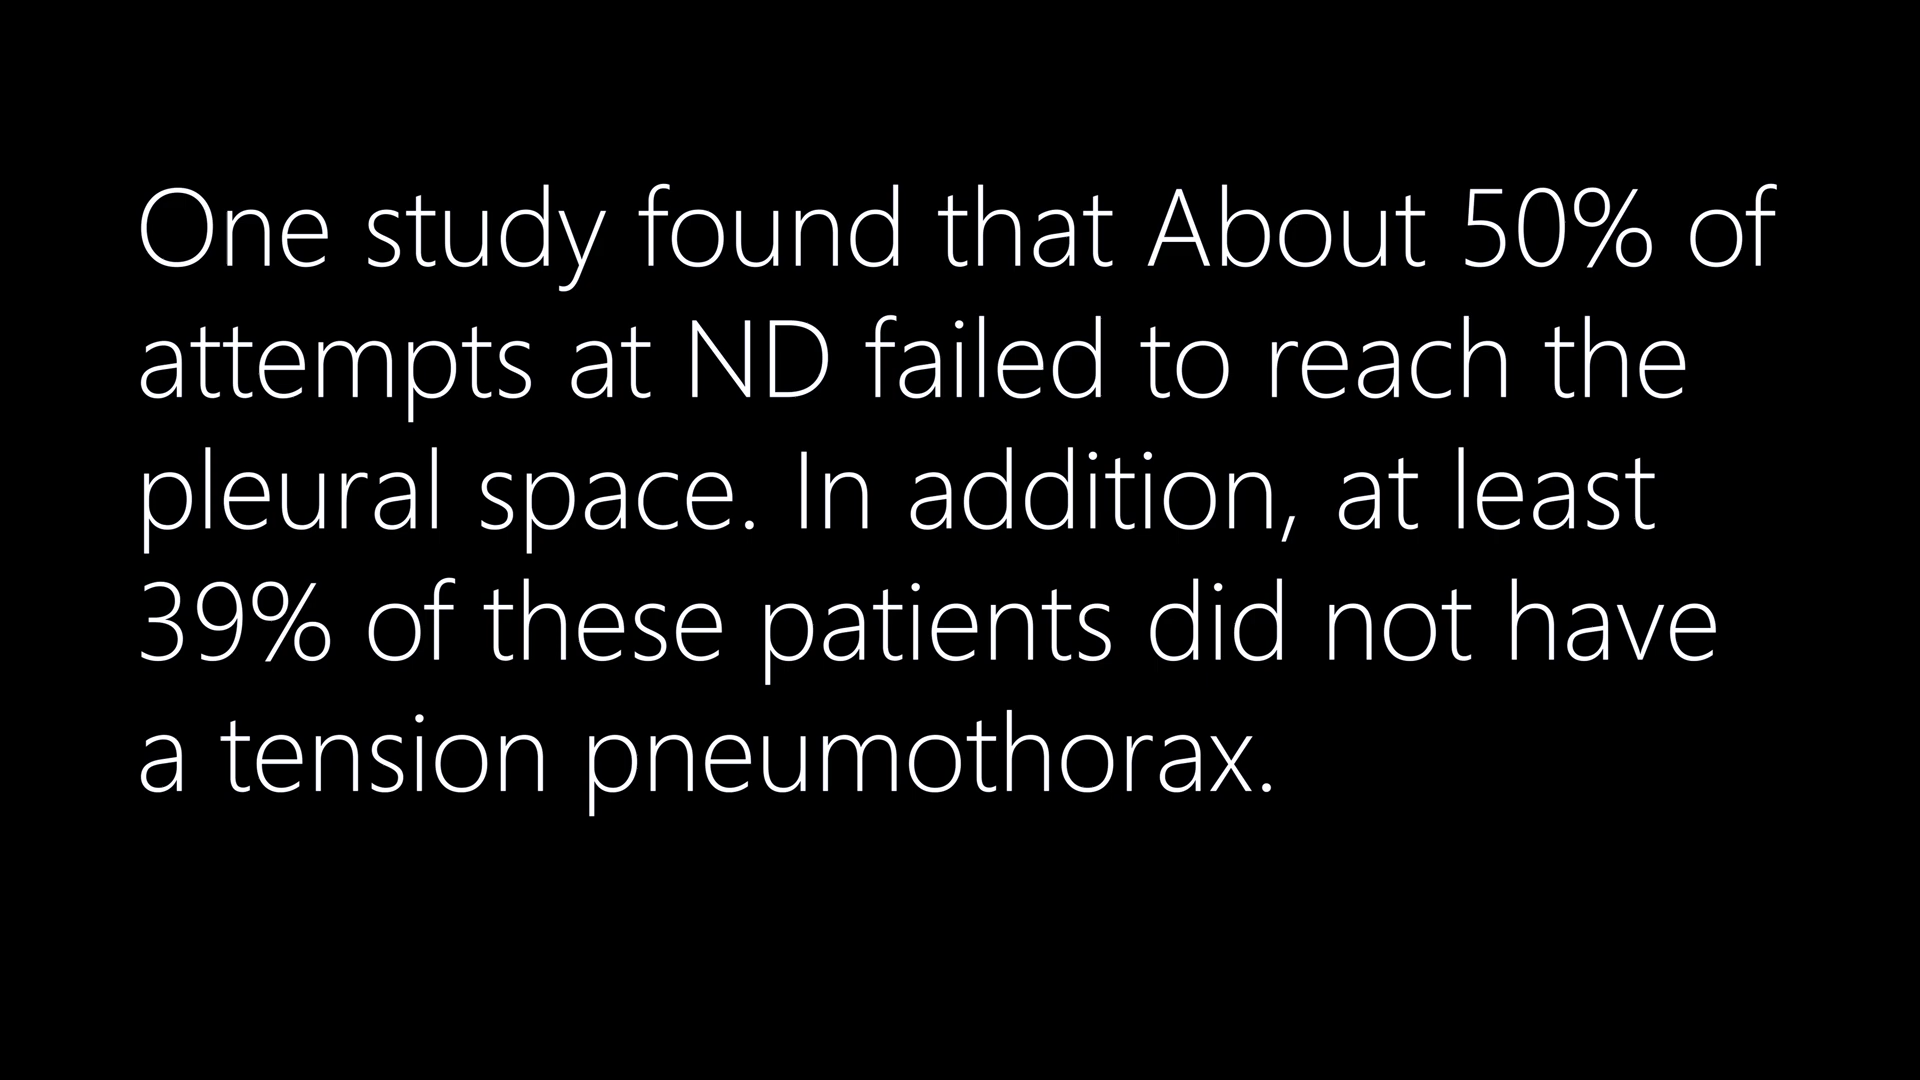 One study found that About 50% of
attempts at ND failed to reach the
pleural space. In addition, at least
39% of these patients did not have
a tension pneumothorax.